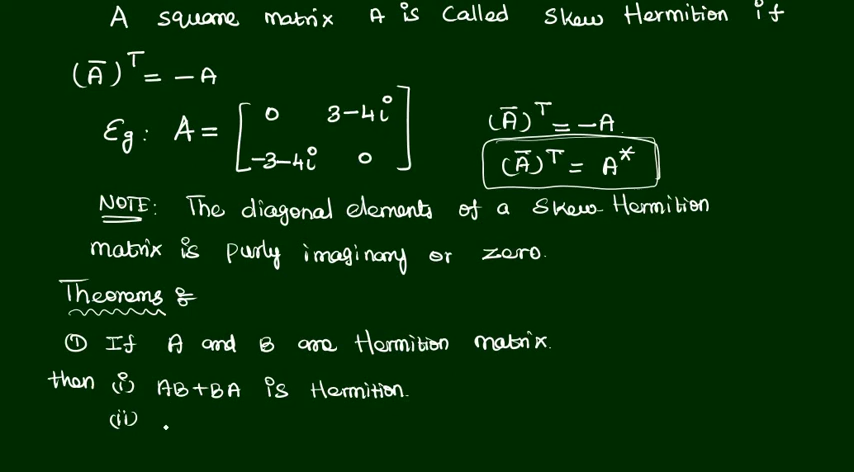 A square matrix A is called Skew Hermition if
(Ā)ᵀ = -A
Eg: A = [ 0 3-4i
-3-4i 0 ]
(Ā)ᵀ = -A
(Ā)ᵀ = A*
NOTE: The diagonal elements of a Skew-Hermition
matrix is purly imaginary or zero.
Theorems :-
① If A and B are Hermition matrix.
then (i) AB+BA is Hermition.
(ii) .